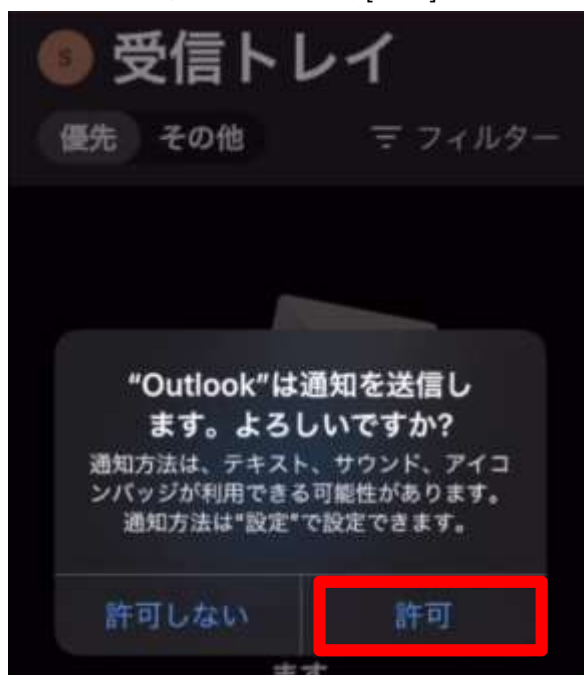 S 受信トレイ
優先 その他 フィルター
“Outlook”は通知を送信し
ます。よろしいですか?
通知方法は、テキスト、サウンド、アイコ
ンバッジが利用できる可能性があります。
通知方法は“設定”で設定できます。
許可しない 許可
ます